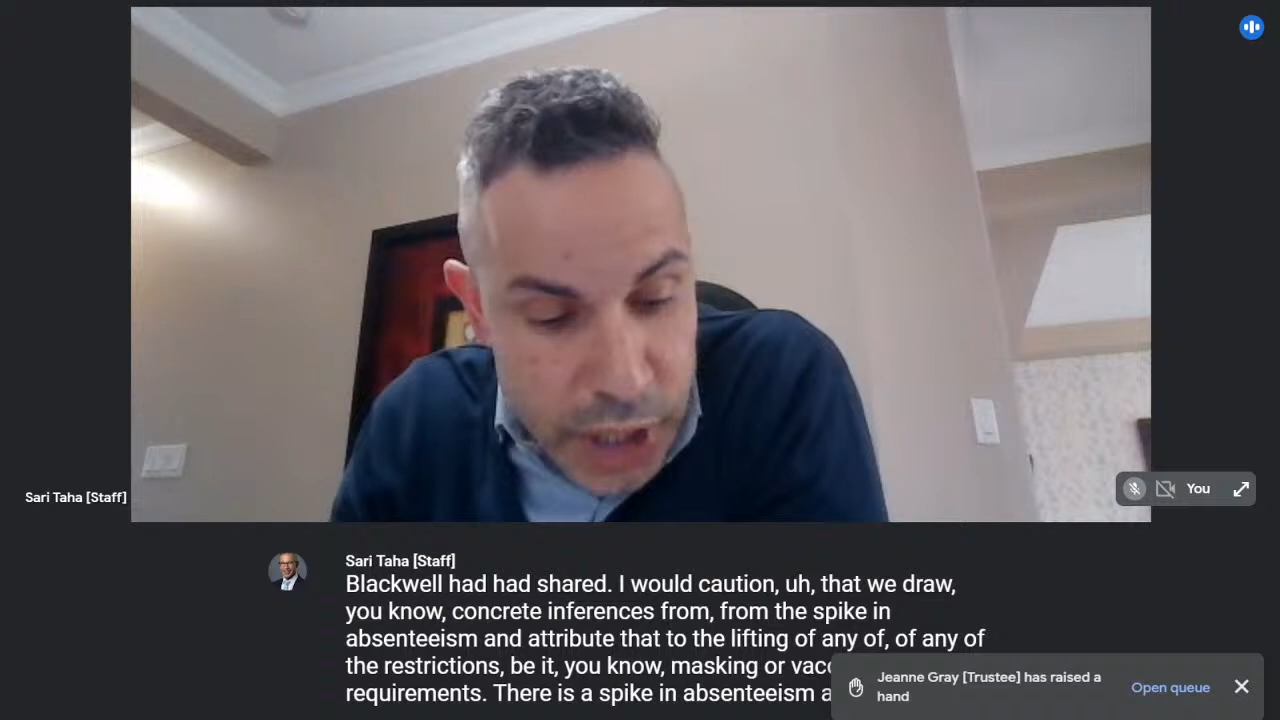 Sari Taha [Staff]
You
Sari Taha [Staff]
Blackwell had had shared. I would caution, uh, that we draw,
you know, concrete inferences from, from the spike in
absenteeism and attribute that to the lifting of any of, of any of
the restrictions, be it, you know, masking or
requirements. There is a spike in absenteeism
Jeanne Gray [Trustee] has raised a
hand
Open queue